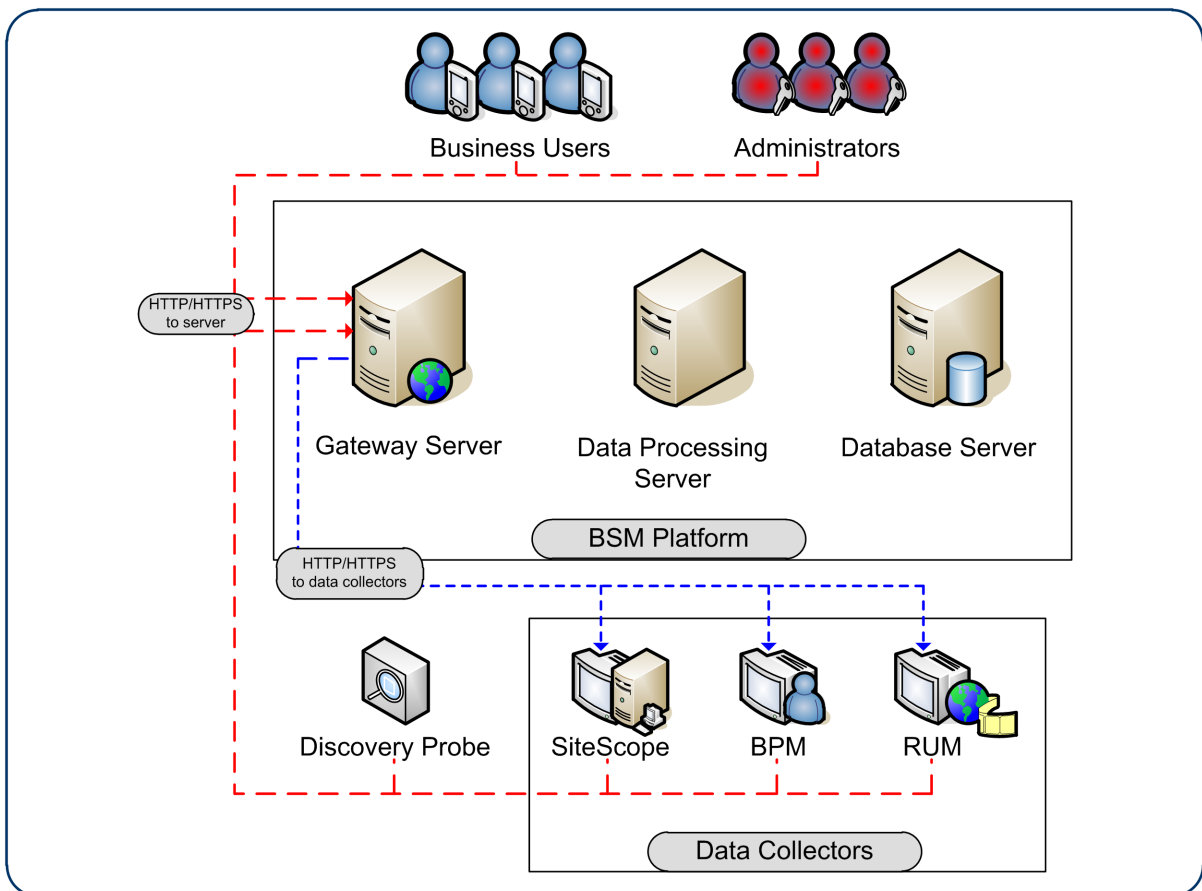 Business Users
Administrators
HTTP/HTTPS
to server
Gateway Server
Data Processing
Server
Database Server
BSM Platform
HTTP/HTTPS
to data collectors
Discovery Probe
SiteScope
BPM
RUM
Data Collectors